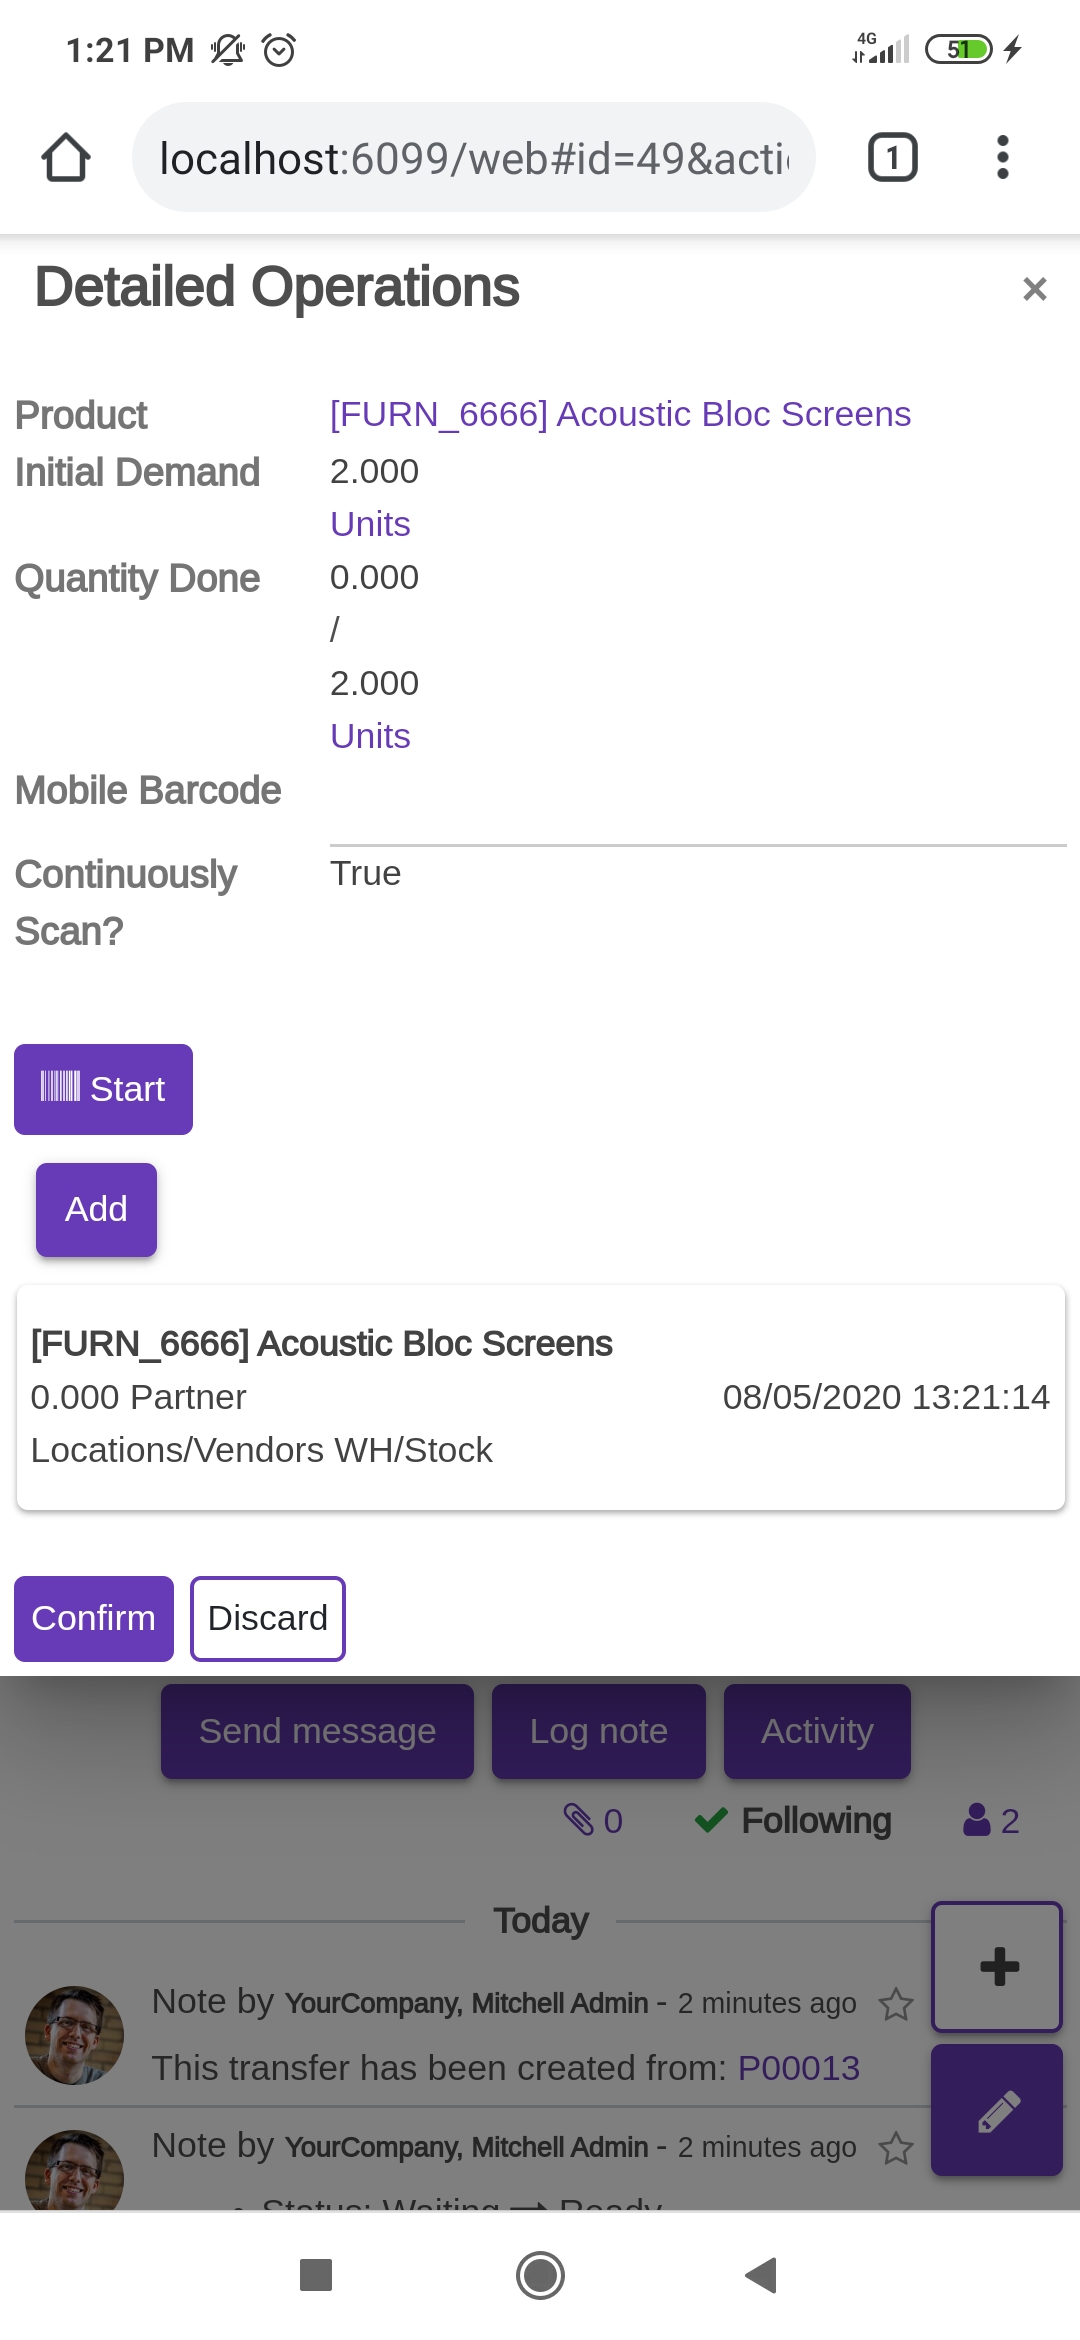 1:21 PM
4G
51
localhost:6099/web#id=49&acti
1
Detailed Operations
×
Product [FURN_6666] Acoustic Bloc Screens
Initial Demand 2.000
Units
Quantity Done 0.000
/
2.000
Units
Mobile Barcode
Continuously True
Scan?
Start
Add
[FURN_6666] Acoustic Bloc Screens
0.000 Partner 08/05/2020 13:21:14
Locations/Vendors WH/Stock
Confirm Discard
Send message Log note Activity
0 Following 2
Today
Note by YourCompany, Mitchell Admin - 2 minutes ago
This transfer has been created from: P00013
Note by YourCompany, Mitchell Admin - 2 minutes ago
• Status: Waiting → Ready